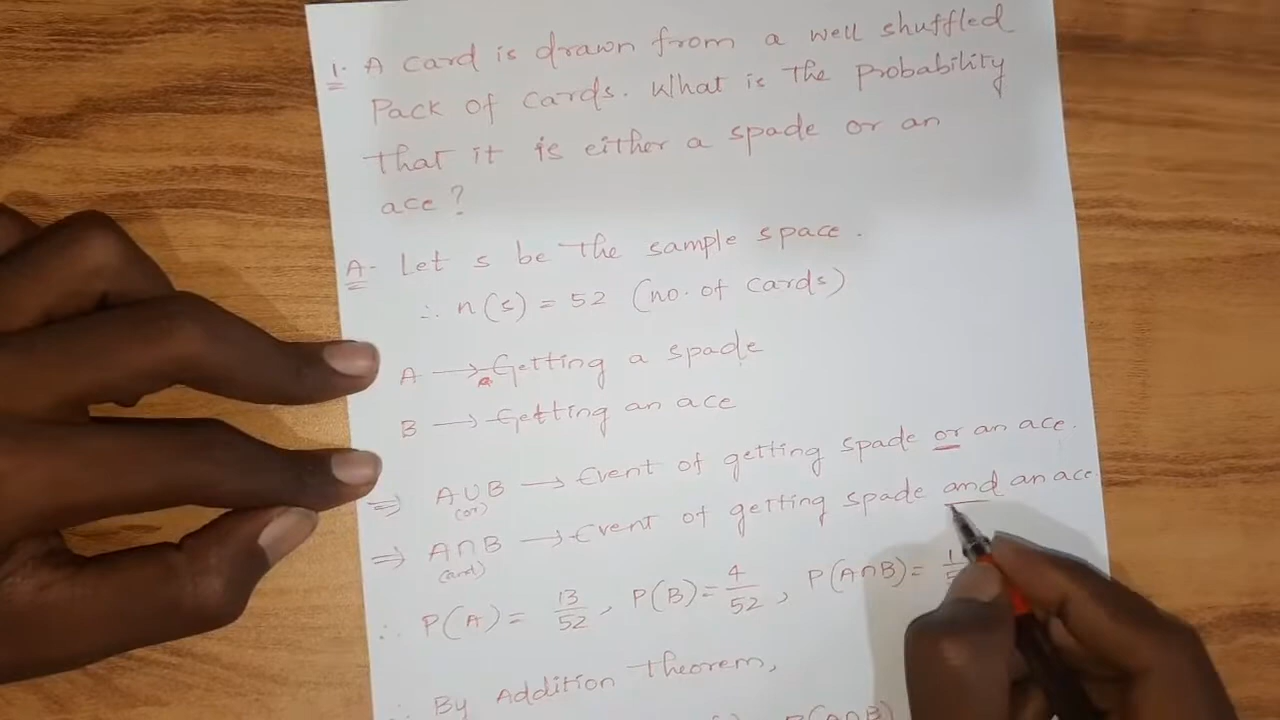 1. A card is drawn from a well shuffled
Pack of cards. What is the probability
that it is either a spade or an
ace?
A- Let s be the sample space.
∴ n(s) = 52 (no. of cards)
A → Getting a spade
B → Getting an ace
⇒ A∪B → Event of getting spade or an ace.
(or)
⇒ A∩B → Event of getting spade and an ace.
(and)
∴ P(A) = 13/52, P(B) = 4/52, P(A∩B) = 1/5
∴ By Addition theorem,
P(A∩B)